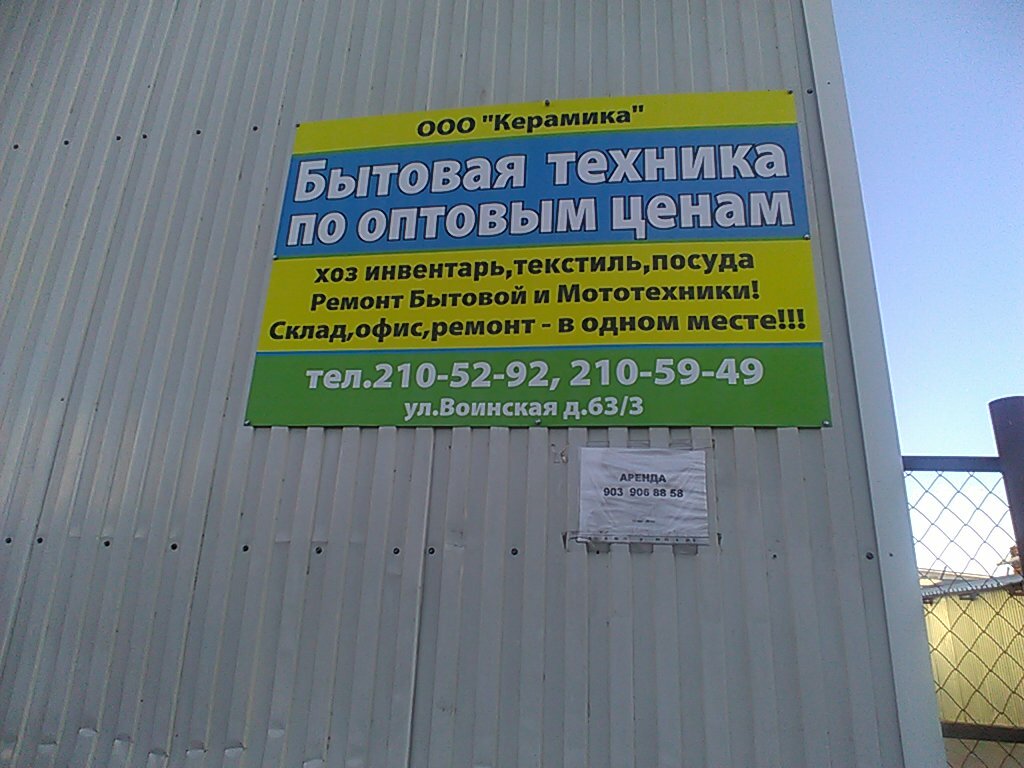 ООО "Керамика"
Бытовая техника
по оптовым ценам
хоз инвентарь,текстиль,посуда
Ремонт Бытовой и Мототехники!
Склад,офис,ремонт - в одном месте!!!
тел.210-52-92, 210-59-49
ул.Воинская д.63/3
АРЕНДА
903 906 88 58